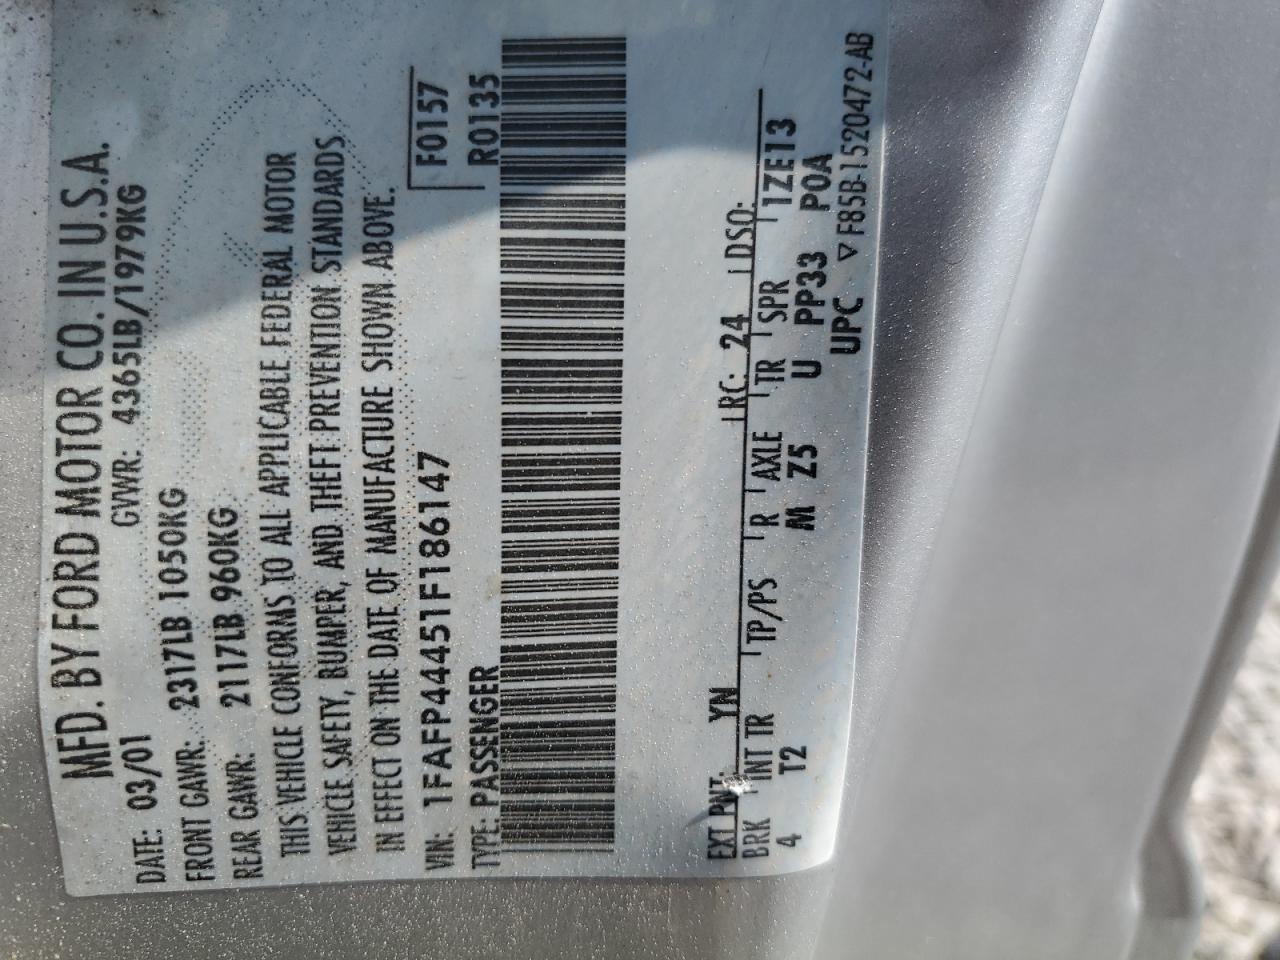 MFD. BY FORD MOTOR CO. IN U.S.A.
DATE: 03/01 GVWR: 4365LB/1979KG
FRONT GAWR: 2317LB 1050KG
REAR GAWR: 2117LB 960KG
THIS VEHICLE CONFORMS TO ALL APPLICABLE FEDERAL MOTOR
VEHICLE SAFETY, BUMPER, AND THEFT PREVENTION STANDARDS
IN EFFECT ON THE DATE OF MANUFACTURE SHOWN ABOVE.
VIN: 1FAFP44451F186147 F0157
TYPE: PASSENGER R0135
EXT PNT: YN RC: 24 DSO:
BRK INT TR TP/PS R AXLE TR SPR 1ZE13
4 T2 M Z5 U PP33 P0A
UPC ▽ F85B-1520472-AB